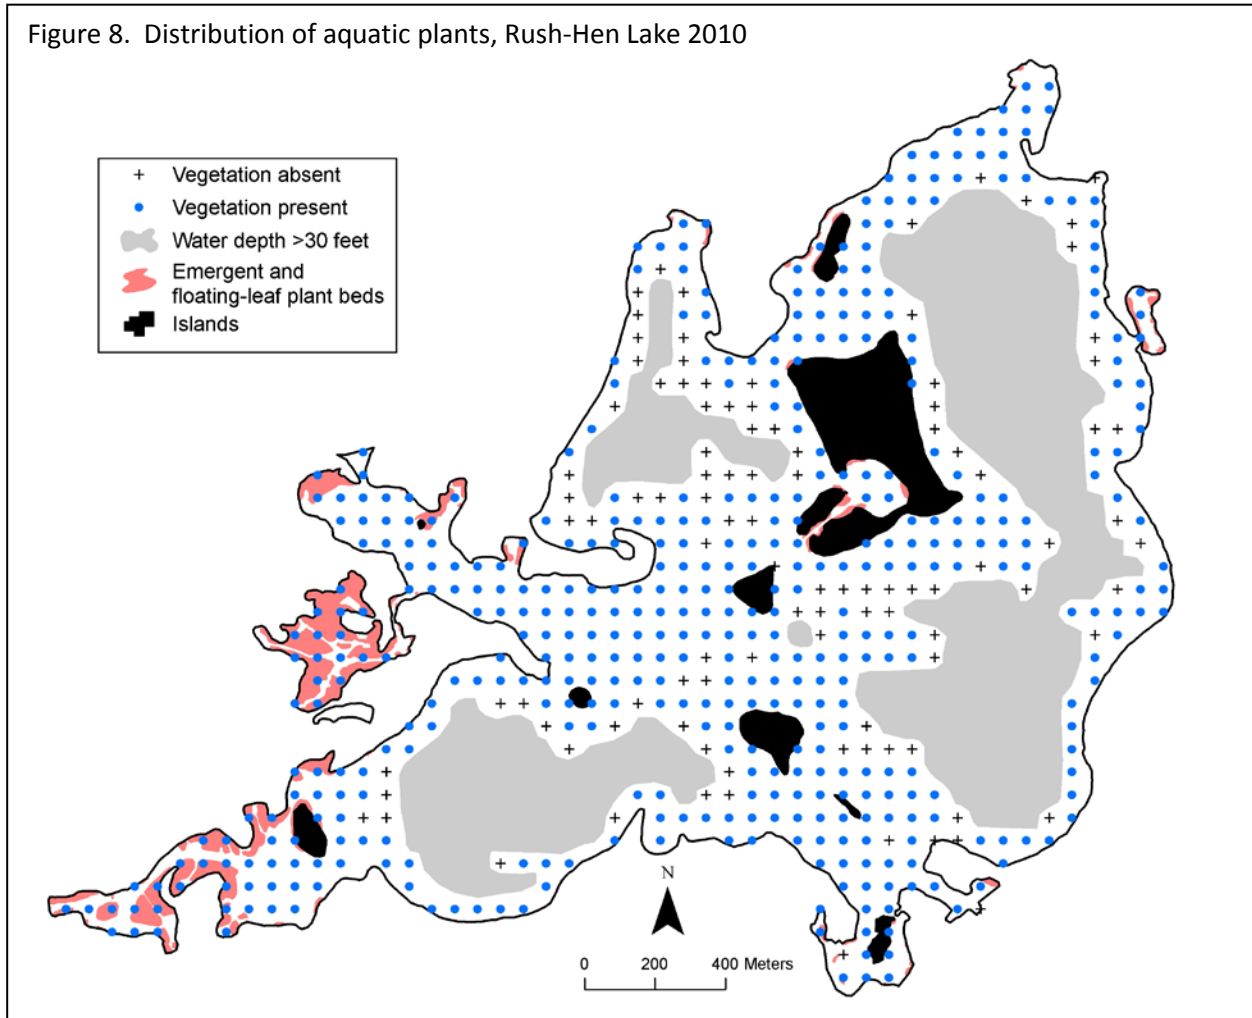 Figure 8.  Distribution of aquatic plants, Rush-Hen Lake 2010
Vegetation absent
Vegetation present
Water depth >30 feet
Emergent and
floating-leaf plant beds
Islands
N
0 200 400 Meters